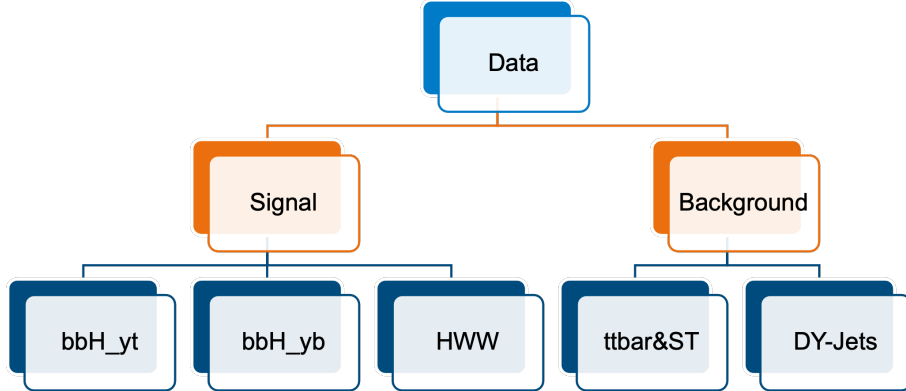 Data
Signal
Background
bbH_yt
bbH_yb
HWW
ttbar&ST
DY-Jets